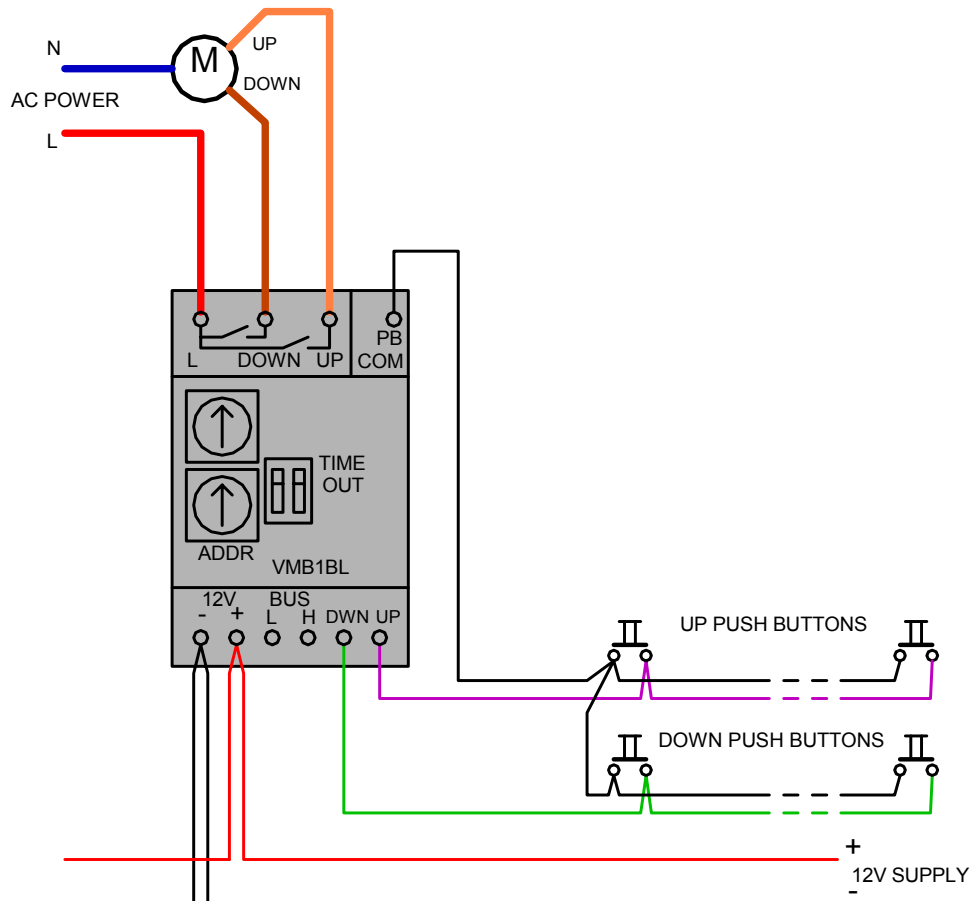 UP
N
M
DOWN
AC POWER
L
PB
L DOWN UP COM
TIME
OUT
ADDR
VMB1BL
12V BUS
- + L H DWN UP
UP PUSH BUTTONS
DOWN PUSH BUTTONS
+
12V SUPPLY
-